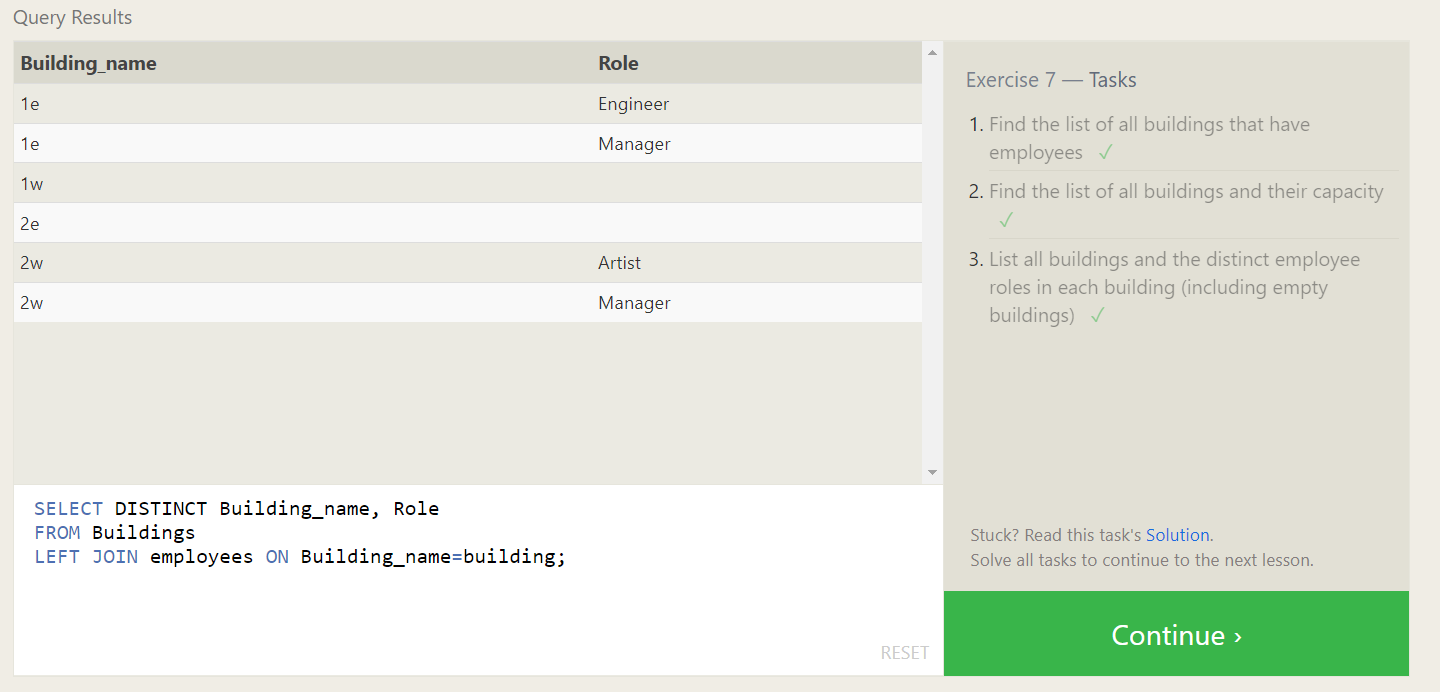 Query Results
Building_name Role
1e Engineer
1e Manager
1w
2e
2w Artist
2w Manager
SELECT DISTINCT Building_name, Role
FROM Buildings
LEFT JOIN employees ON Building_name=building;
RESET
Exercise 7 — Tasks
1. Find the list of all buildings that have
employees ✓
2. Find the list of all buildings and their capacity
✓
3. List all buildings and the distinct employee
roles in each building (including empty
buildings) ✓
Stuck? Read this task's Solution.
Solve all tasks to continue to the next lesson.
Continue ›